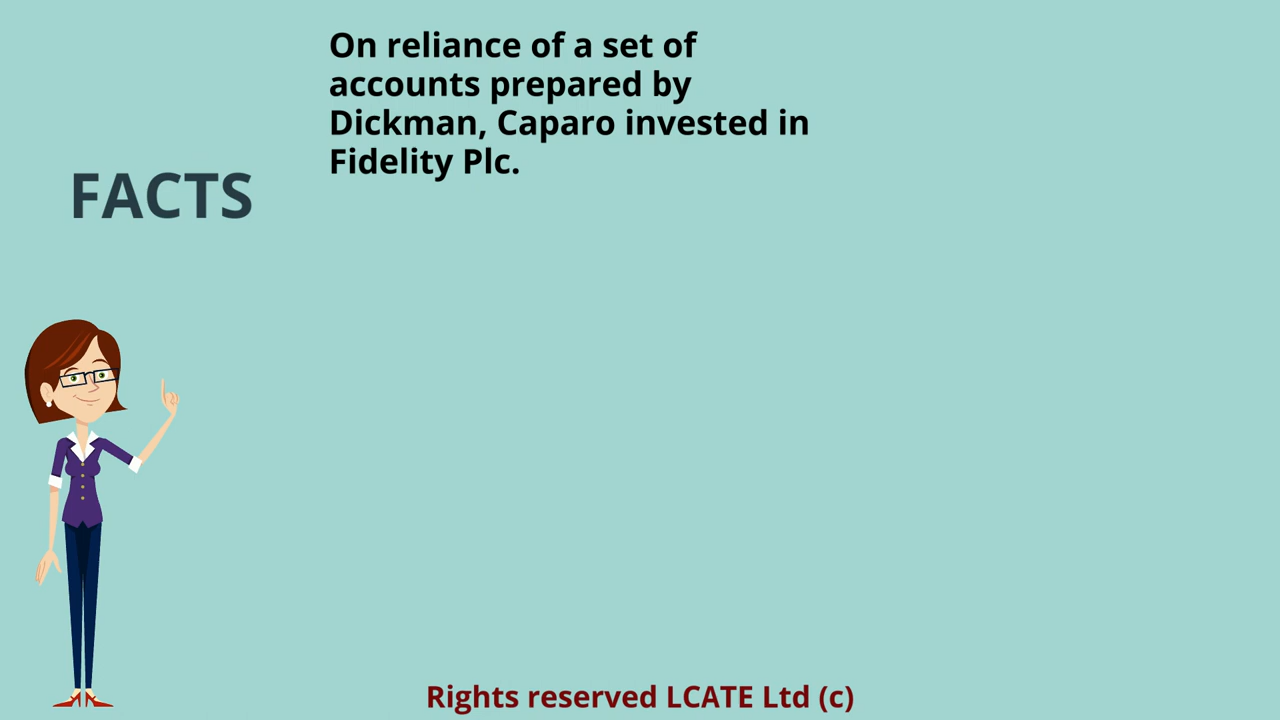 On reliance of a set of
accounts prepared by
Dickman, Caparo invested in
Fidelity Plc.
FACTS
Rights reserved LCATE Ltd (c)